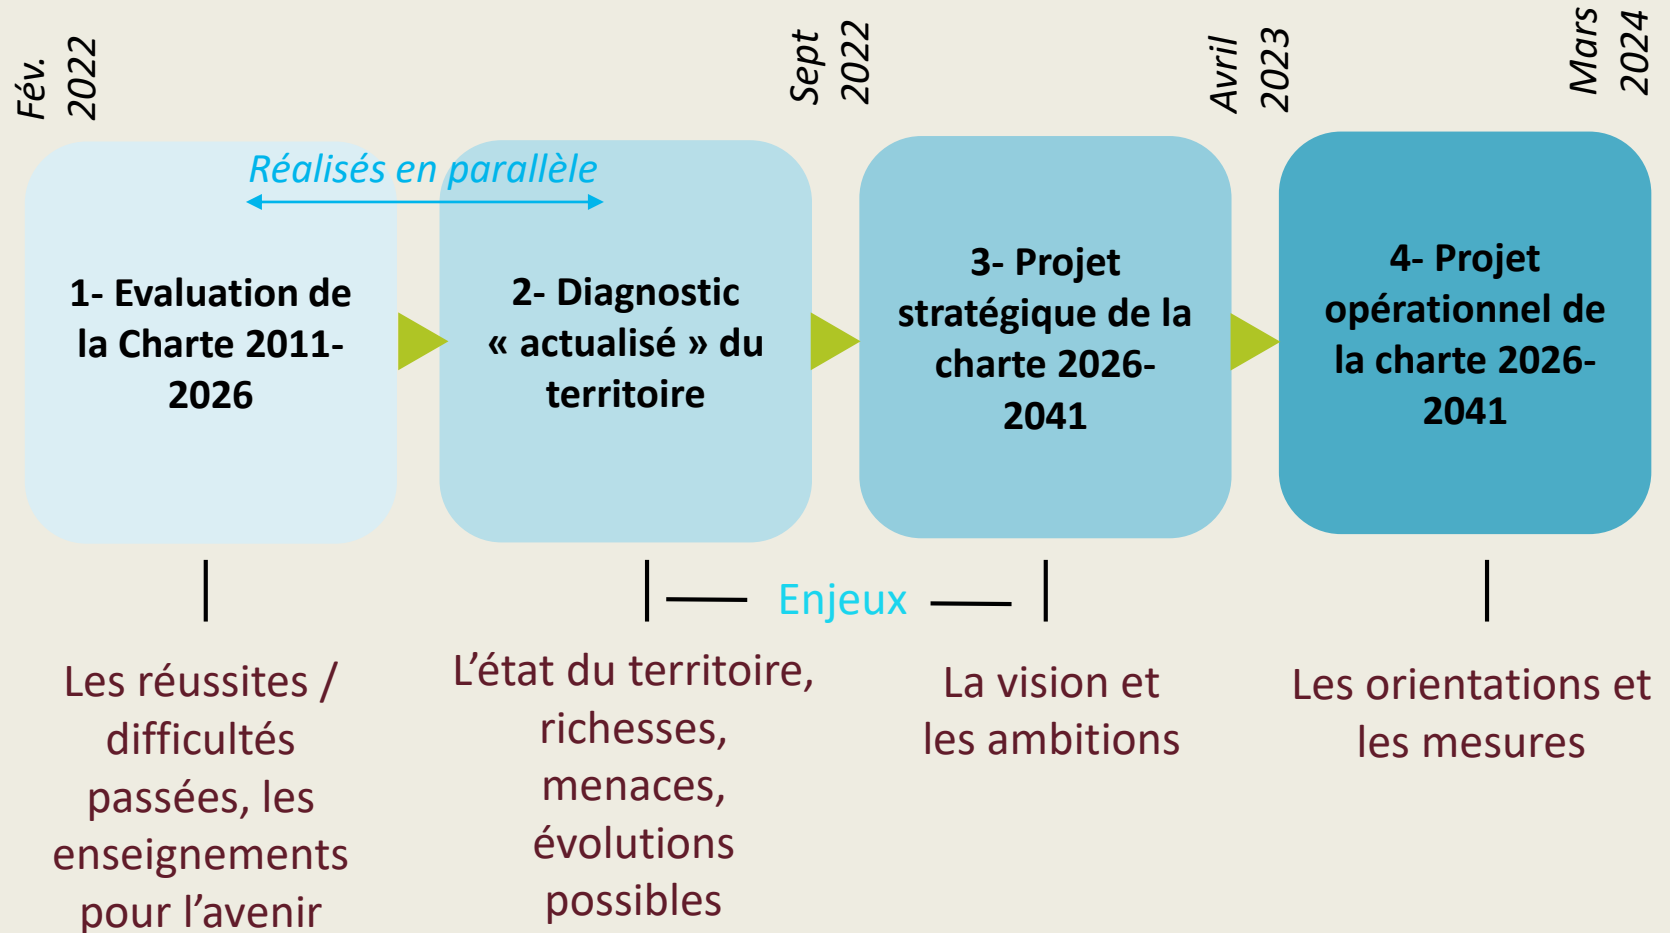 Fév.
2022
Sept
2022
Avril
2023
Mars
2024
Réalisés en parallèle
1- Evaluation de
la Charte 2011-
2026
2- Diagnostic
« actualisé » du
territoire
3- Projet
stratégique de la
charte 2026-
2041
4- Projet
opérationnel de
la charte 2026-
2041
Enjeux
Les réussites /
difficultés
passées, les
enseignements
pour l'avenir
L'état du territoire,
richesses,
menaces,
évolutions
possibles
La vision et
les ambitions
Les orientations et
les mesures